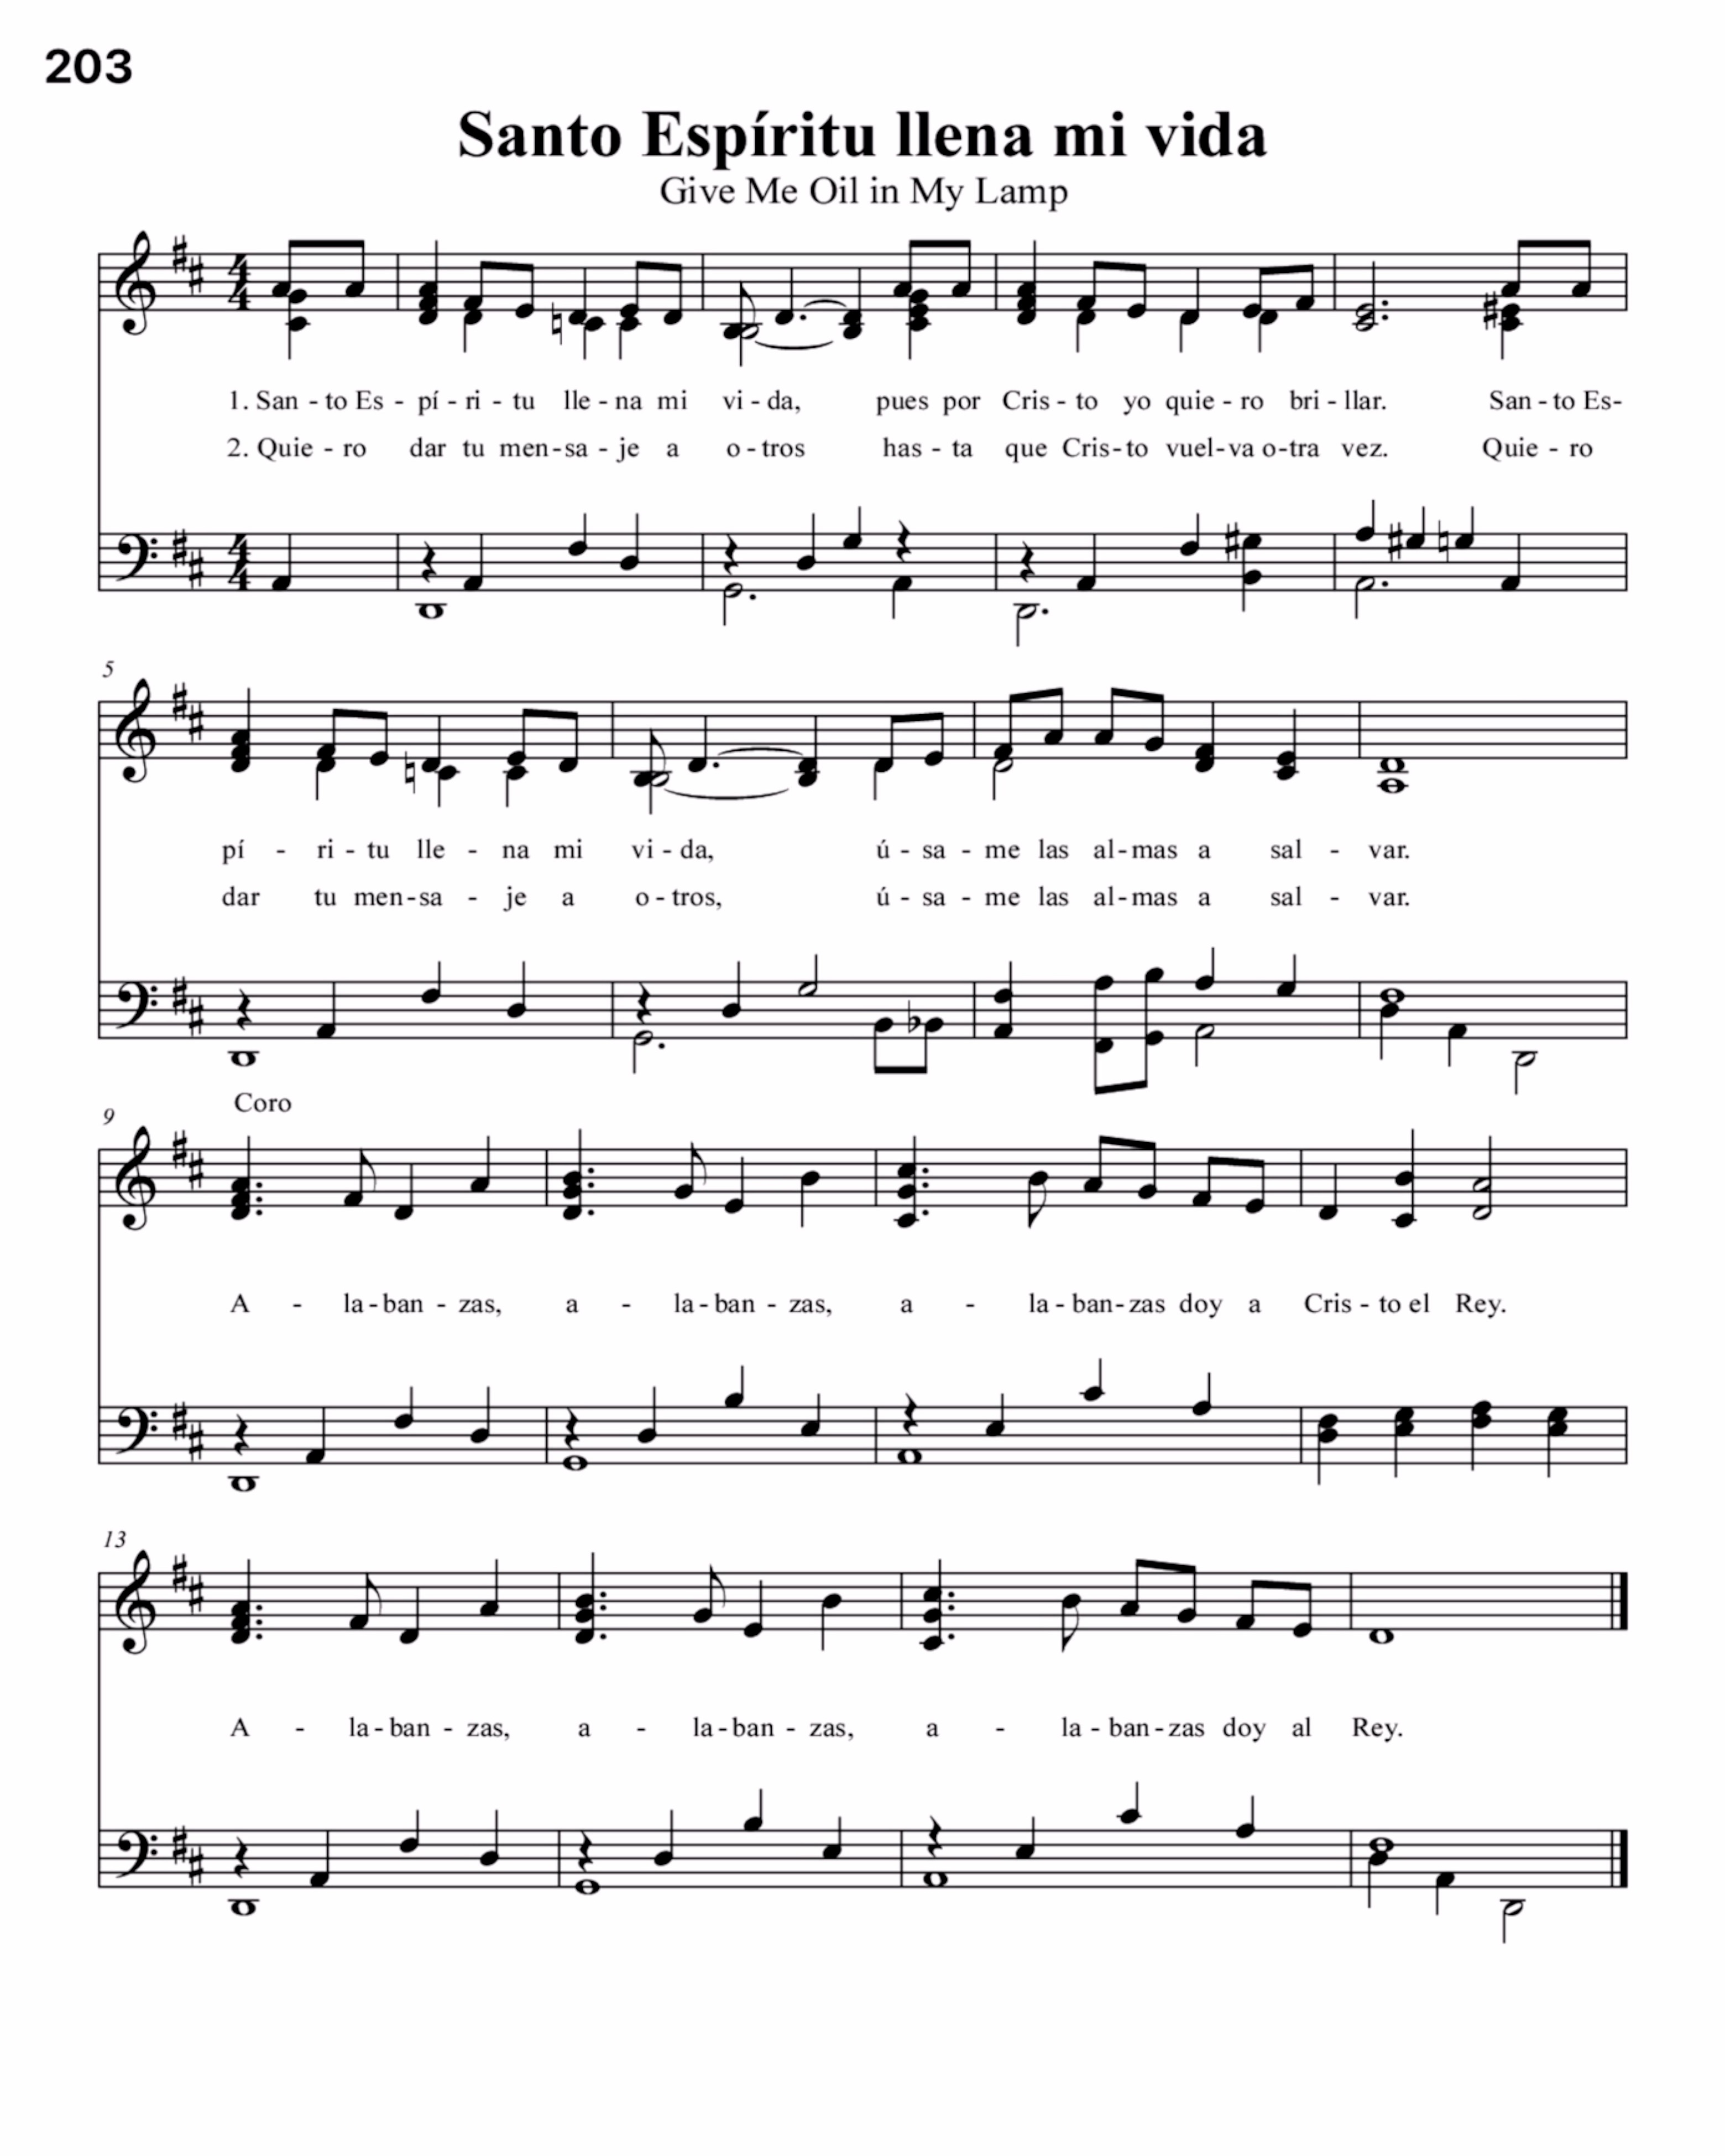 203
Santo Espíritu llena mi vida
Give Me Oil in My Lamp
1. San - to Es - pí - ri - tu lle - na mi vi - da, pues por Cris - to yo quie - ro bri - llar. San - to Es-
2. Quie - ro dar tu men - sa - je a o - tros has - ta que Cris - to vuel - va o - tra vez. Quie - ro
5
pí - ri - tu lle - na mi vi - da, ú - sa - me las al - mas a sal - var.
dar tu men - sa - je a o - tros, ú - sa - me las al - mas a sal - var.
9
Coro
A - la - ban - zas, a - la - ban - zas, a - la - ban - zas doy a Cris - to el Rey.
13
A - la - ban - zas, a - la - ban - zas, a - la - ban - zas doy al Rey.